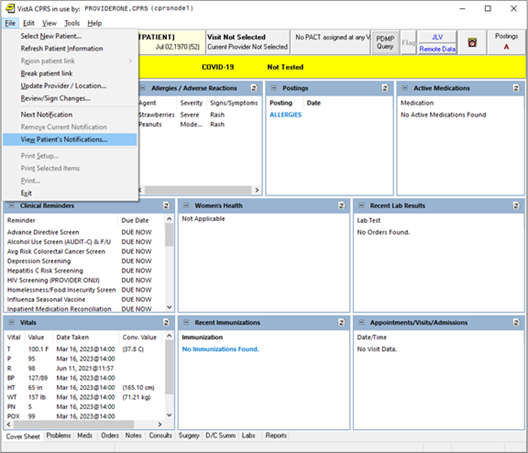 VistA CPRS in use by: PROVIDERONE.CPRS (cprsnode1)
File Edit View Tools Help
Select New Patient...
Refresh Patient Information
Rejoin patient link
Break patient link
Update Provider / Location...
Review/Sign Changes...
Next Notification
Remove Current Notification
View Patient's Notifications...
Print Setup...
Print Selected Items
Print...
Exit
PATIENT)
Jul 02,1970 (52)
Visit Not Selected
Current Provider Not Selected
No PACT assigned at any V
PDMP
Query
Flag
JLV
Remote Data
Postings
A
COVID-19 Not Tested
Allergies / Adverse Reactions
Agent Severity Signs/Symptoms
Strawberries Severe Rash
Peanuts Mode... Rash
Postings
Posting Date
ALLERGIES
Active Medications
Medication
No Active Medications Found
Clinical Reminders
Reminder Due Date
Advance Directive Screen DUE NOW
Alcohol Use Screen (AUDIT-C) & F/U DUE NOW
Avg Risk Colorectal Cancer Screen DUE NOW
Depression Screening DUE NOW
Hepatitis C Risk Screening DUE NOW
HIV Screening (PROVIDER ONLY) DUE NOW
Homelessness/Food Insecurity Screen DUE NOW
Influenza Seasonal Vaccine DUE NOW
Inpatient Medication Reconciliation DUE NOW
Women's Health
Not Applicable
Recent Lab Results
Lab Test
No Orders Found.
Vitals
Vital Value Date Taken Conv. Value
T 100.1 F Mar 16, 2023@14:00 (37.8 C)
P 95 Mar 16, 2023@14:00
R 98 Jun 11, 2021@11:57
BP 127/89 Mar 16, 2023@14:00
HT 65 in Mar 16, 2023@14:00 (165.10 cm)
WT 157 lb Mar 16, 2023@14:00 (71.21 kg)
PN 5 Mar 16, 2023@14:00
POX 99 Mar 16, 2023@14:00
Recent Immunizations
Immunization
No Immunizations Found.
Appointments/Visits/Admissions
Date/Time
No Visit Data.
Cover Sheet Problems Meds Orders Notes Consults Surgery D/C Summ Labs Reports